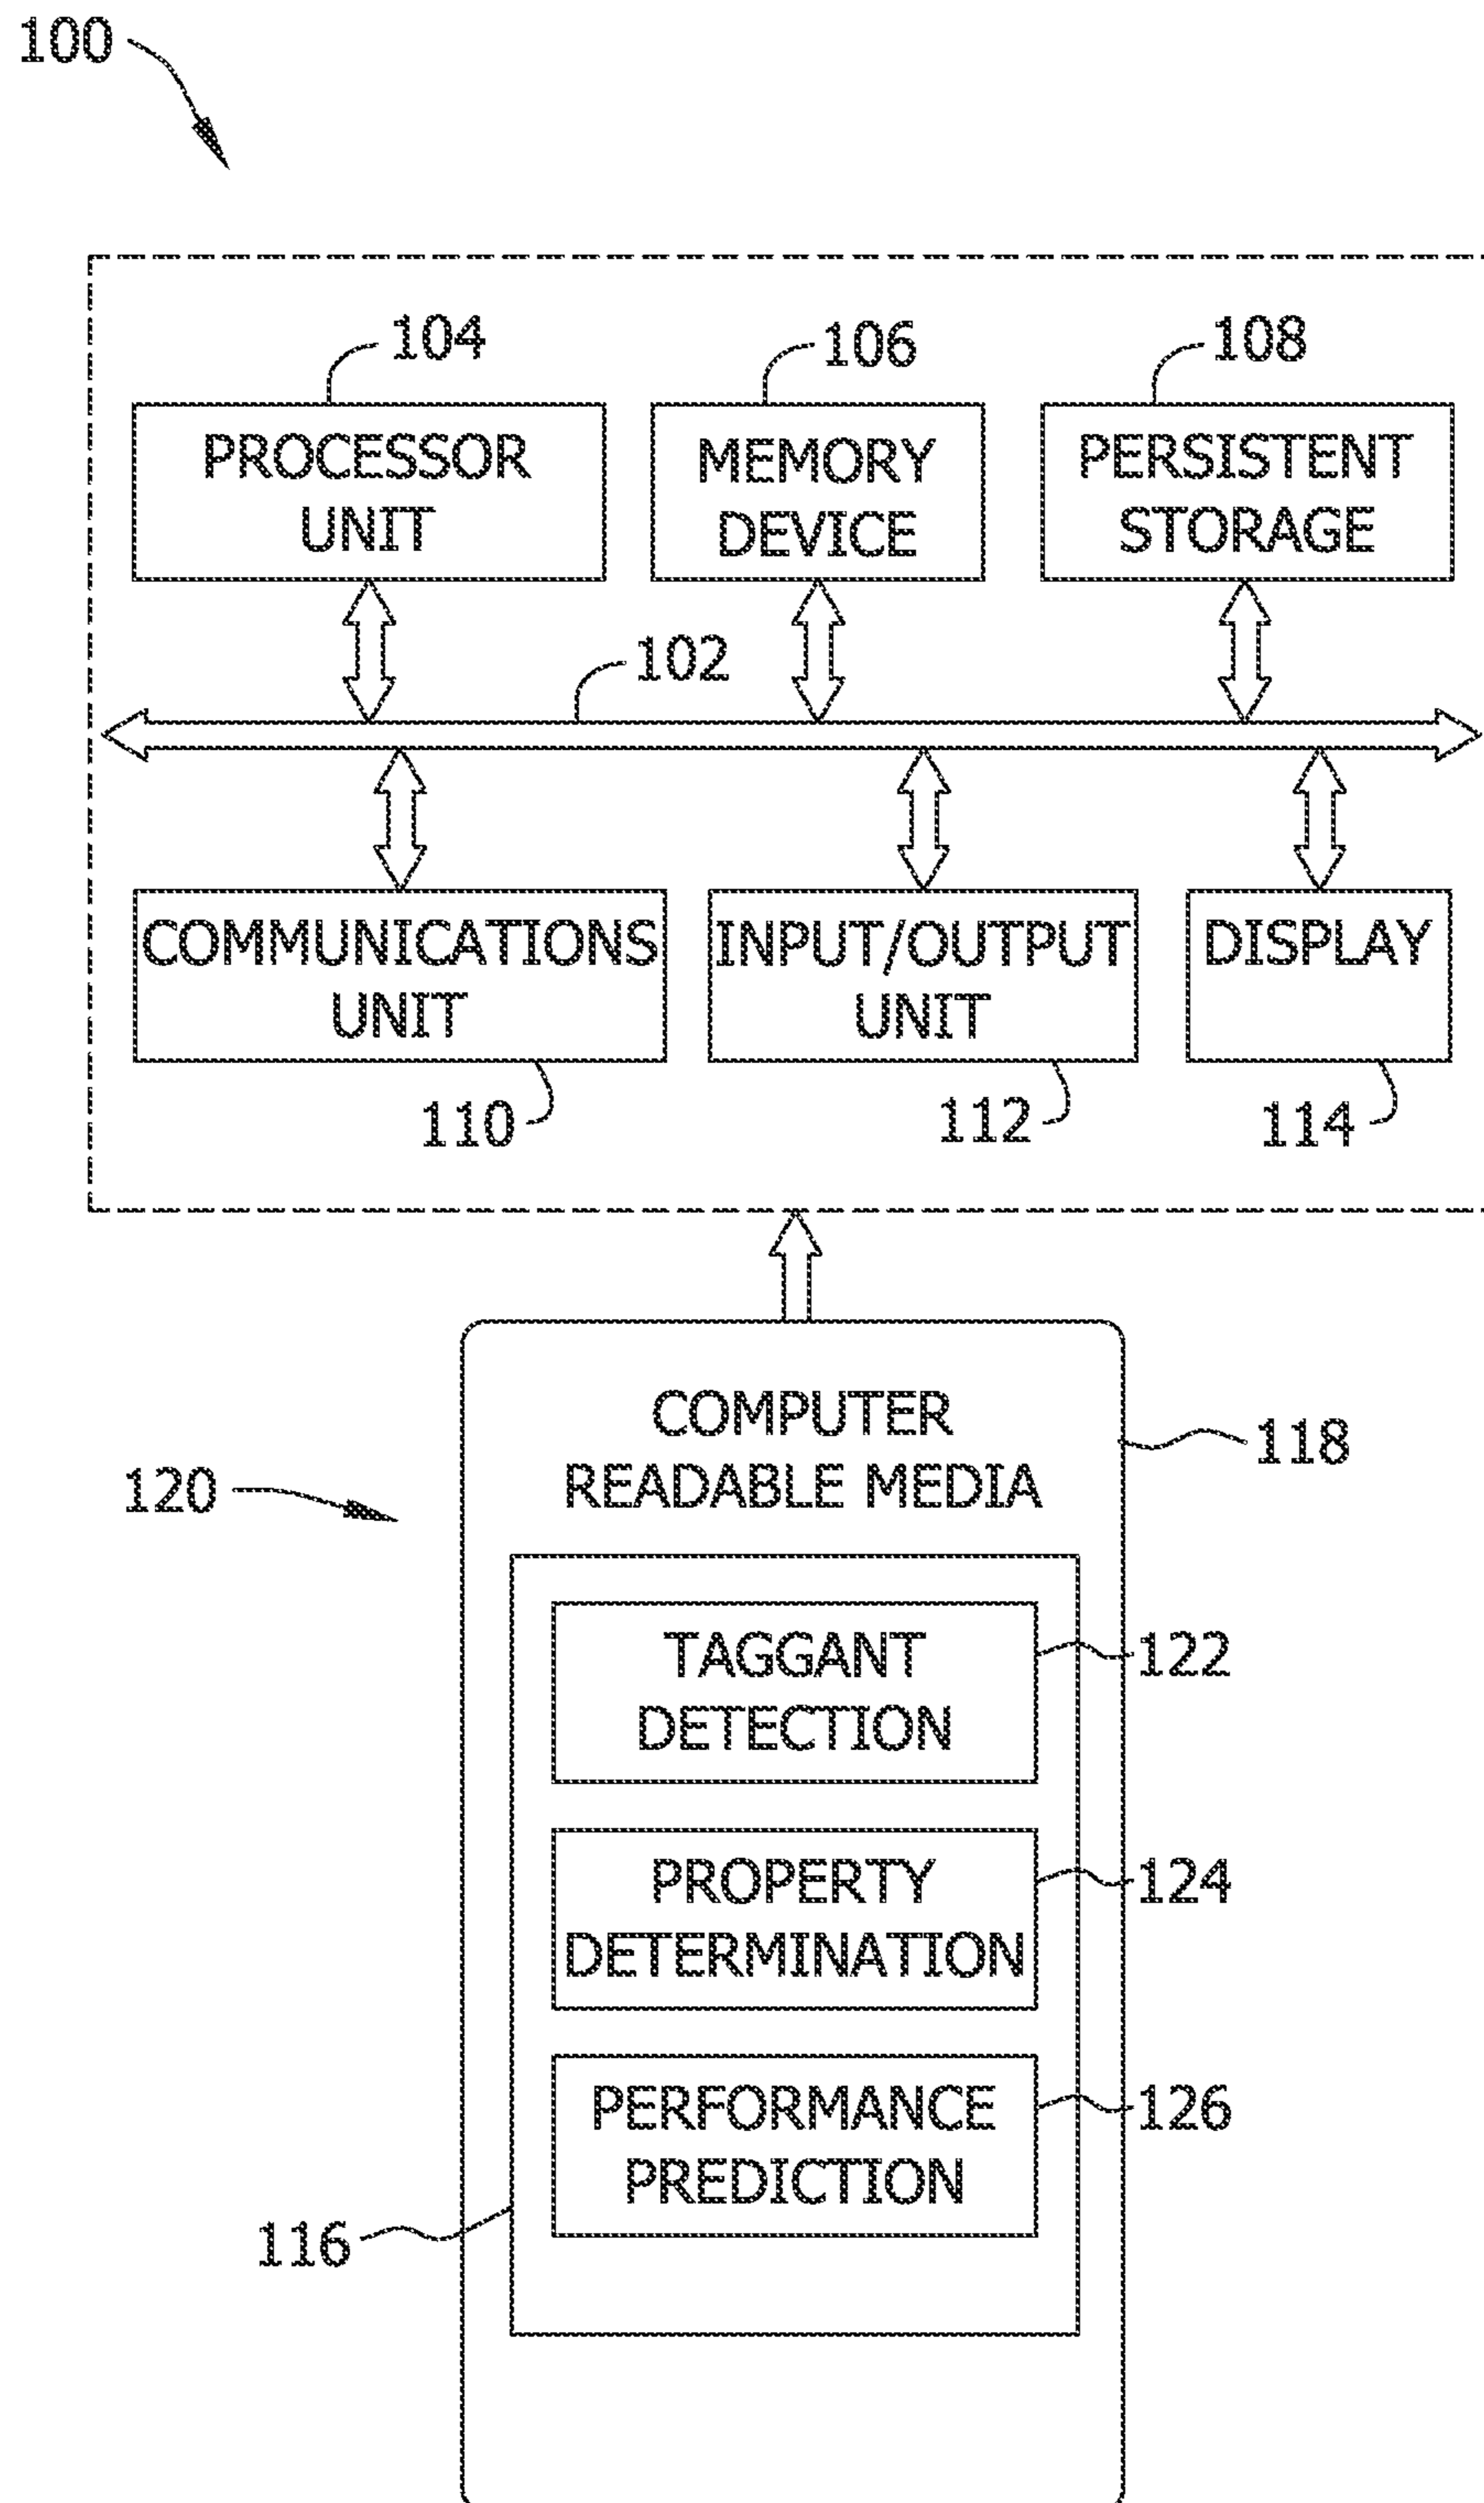 100
104
106
108
PROCESSOR
UNIT
MEMORY
DEVICE
PERSISTENT
STORAGE
102
COMMUNICATIONS
UNIT
INPUT/OUTPUT
UNIT
DISPLAY
110
112
114
COMPUTER
READABLE MEDIA
118
120
TAGGANT
DETECTION
122
PROPERTY
DETERMINATION
124
PERFORMANCE
PREDICTION
126
116